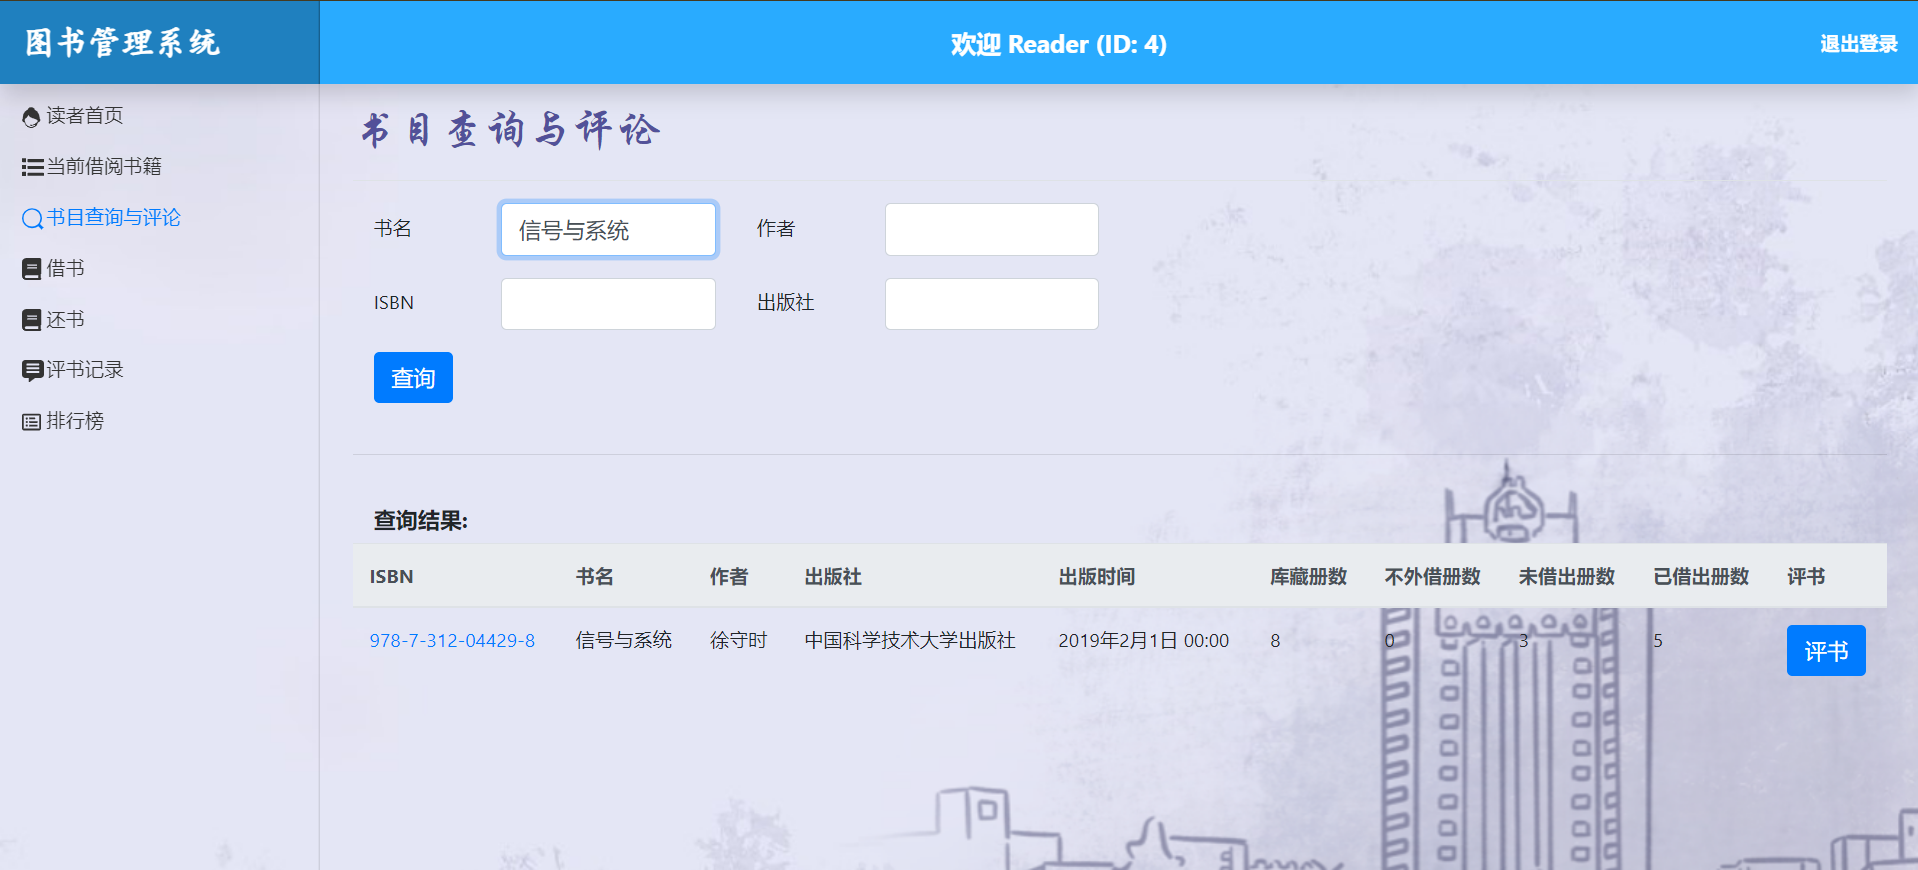 图书管理系统
欢迎 Reader (ID: 4)
退出登录
读者首页
当前借阅书籍
书目查询与评论
借书
还书
评书记录
排行榜
书目查询与评论
书名 信号与系统 作者
ISBN 出版社
查询
查询结果:
ISBN 书名 作者 出版社 出版时间 库藏册数 不外借册数 未借出册数 已借出册数 评书
978-7-312-04429-8 信号与系统 徐守时 中国科学技术大学出版社 2019年2月1日 00:00 8 0 3 5 评书